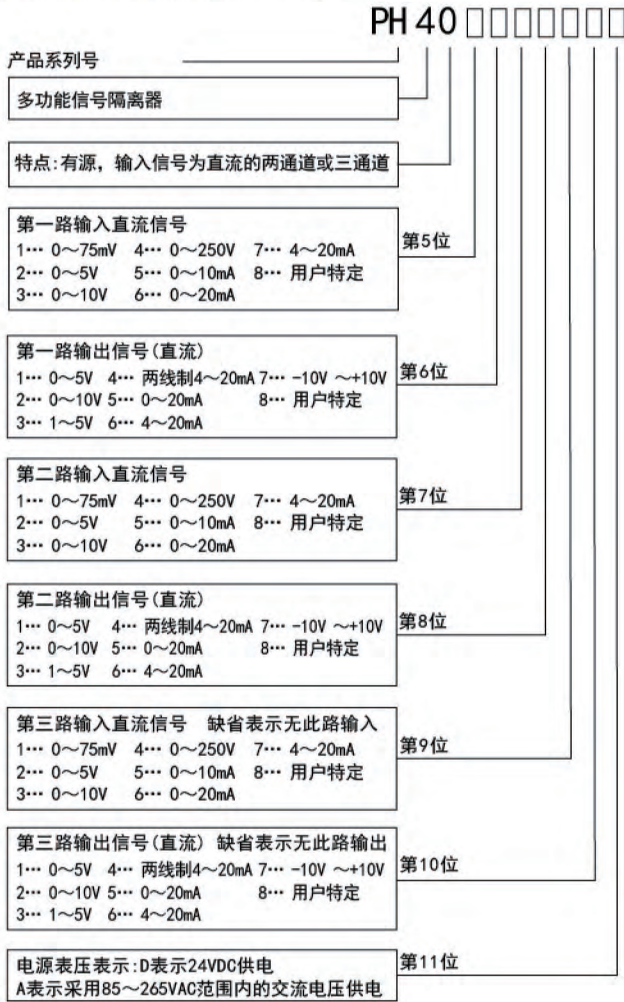 PH40□□□□□□□
产品系列号
多功能信号隔离器
特点:有源, 输入信号为直流的两通道或三通道
第一路输入直流信号
1… 0～75mV 4… 0～250V 7… 4～20mA
2… 0～5V 5… 0～10mA 8… 用户特定
3… 0～10V 6… 0～20mA
第5位
第一路输出信号(直流)
1… 0～5V 4… 两线制4～20mA 7… -10V ～+10V
2… 0～10V 5… 0～20mA 8… 用户特定
3… 1～5V 6… 4～20mA
第6位
第二路输入直流信号
1… 0～75mV 4… 0～250V 7… 4～20mA
2… 0～5V 5… 0～10mA 8… 用户特定
3… 0～10V 6… 0～20mA
第7位
第二路输出信号(直流)
1… 0～5V 4… 两线制4～20mA 7… -10V ～+10V
2… 0～10V 5… 0～20mA 8… 用户特定
3… 1～5V 6… 4～20mA
第8位
第三路输入直流信号 缺省表示无此路输入
1… 0～75mV 4… 0～250V 7… 4～20mA
2… 0～5V 5… 0～10mA 8… 用户特定
3… 0～10V 6… 0～20mA
第9位
第三路输出信号(直流) 缺省表示无此路输出
1… 0～5V 4… 两线制4～20mA 7… -10V ～+10V
2… 0～10V 5… 0～20mA 8… 用户特定
3… 1～5V 6… 4～20mA
第10位
电源表压表示:D表示24VDC供电
A表示采用85～265VAC范围内的交流电压供电
第11位